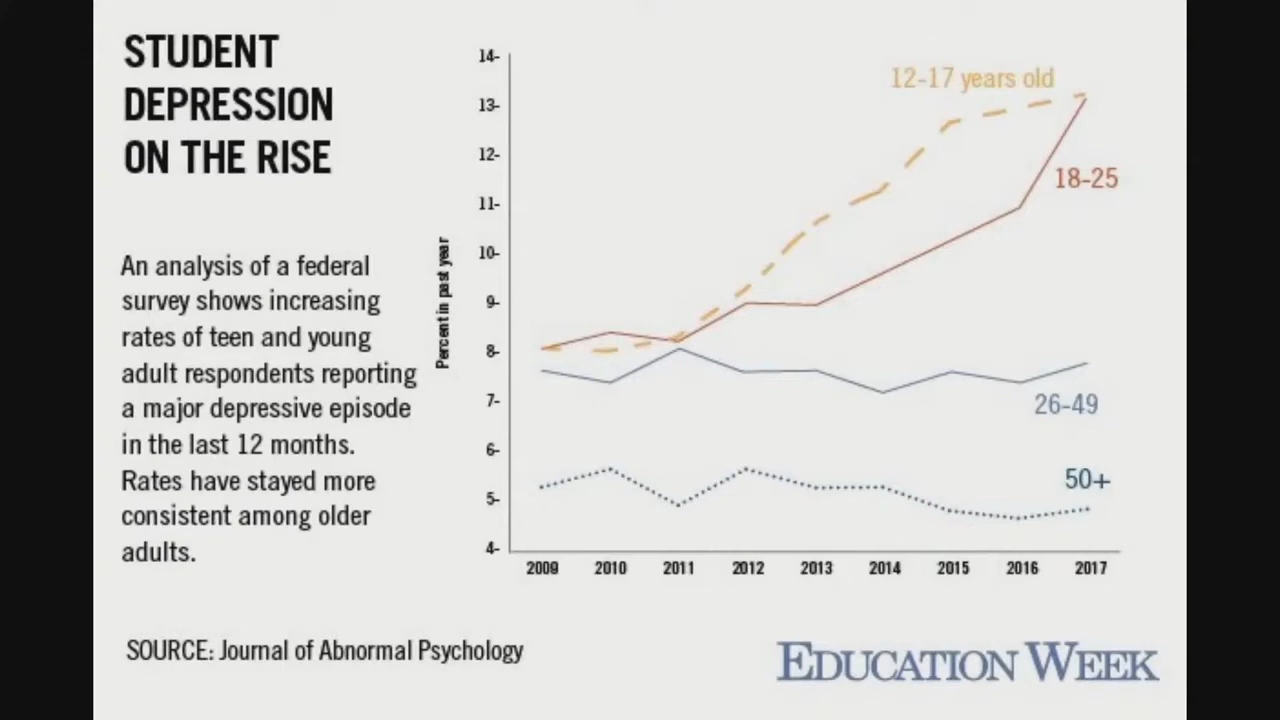 STUDENT
DEPRESSION
ON THE RISE
An analysis of a federal
survey shows increasing
rates of teen and young
adult respondents reporting
a major depressive episode
in the last 12 months.
Rates have stayed more
consistent among older
adults.
SOURCE: Journal of Abnormal Psychology
Percent in past year
14-
13-
12-
11-
10-
9-
8-
7-
6-
5-
4-
12-17 years old
18-25
26-49
50+
2009 2010 2011 2012 2013 2014 2015 2016 2017
EDUCATION WEEK